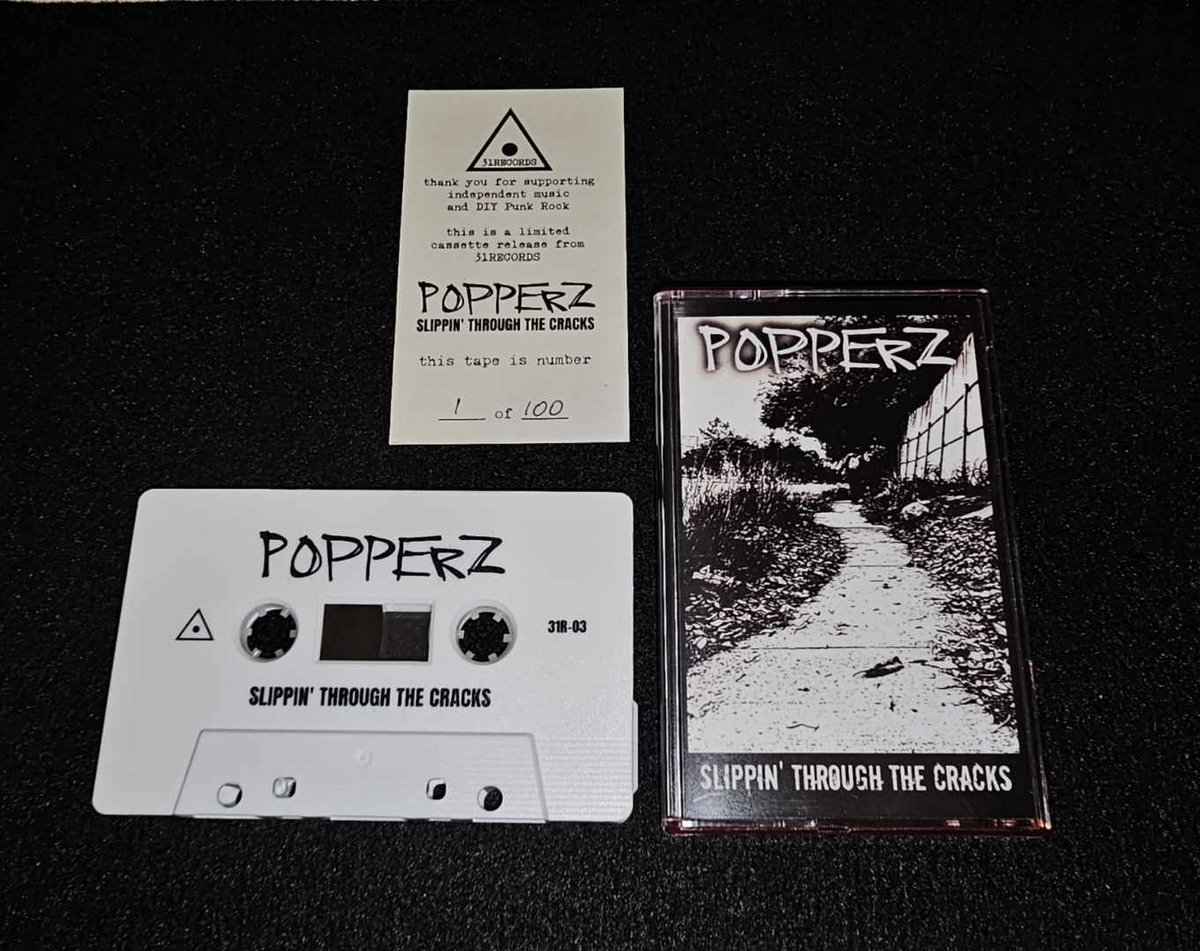 31RECORDS
thank you for supporting
independent music
and DIY Punk Rock
this is a limited
cassette release from
31RECORDS
POPPERZ
SLIPPIN' THROUGH THE CRACKS
this tape is number
1 of 100
POPPERZ
31R-03
SLIPPIN' THROUGH THE CRACKS
POPPERZ
SLIPPIN' THROUGH THE CRACKS